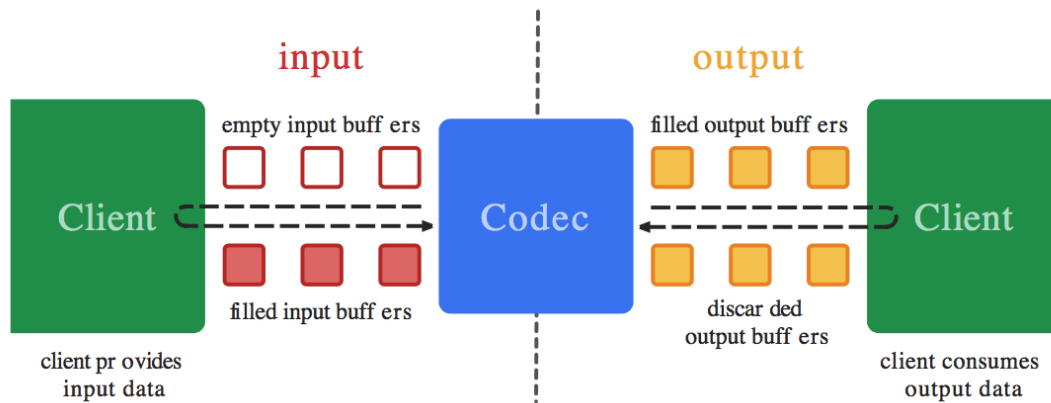 input
output
empty input buff ers
filled output buff ers
Client
Codec
Client
filled input buff ers
discar ded
output buff ers
client pr ovides
input data
client consumes
output data